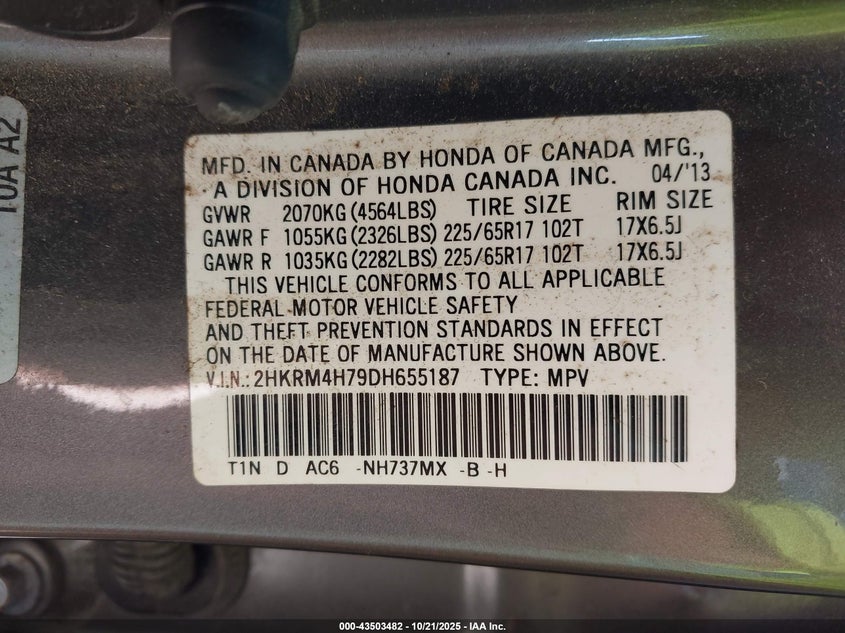 10A A2
MFD. IN CANADA BY HONDA OF CANADA MFG.,
A DIVISION OF HONDA CANADA INC. 04/'13
GVWR 2070KG (4564LBS) TIRE SIZE RIM SIZE
GAWR F 1055KG (2326LBS) 225/65R17 102T 17X6.5J
GAWR R 1035KG (2282LBS) 225/65R17 102T 17X6.5J
THIS VEHICLE CONFORMS TO ALL APPLICABLE
FEDERAL MOTOR VEHICLE SAFETY
AND THEFT PREVENTION STANDARDS IN EFFECT
ON THE DATE OF MANUFACTURE SHOWN ABOVE.
V.I.N.: 2HKRM4H79DH655187 TYPE: MPV
T1N D AC6 -NH737MX -B -H
000-43503482 - 10/21/2025 - IAA Inc.